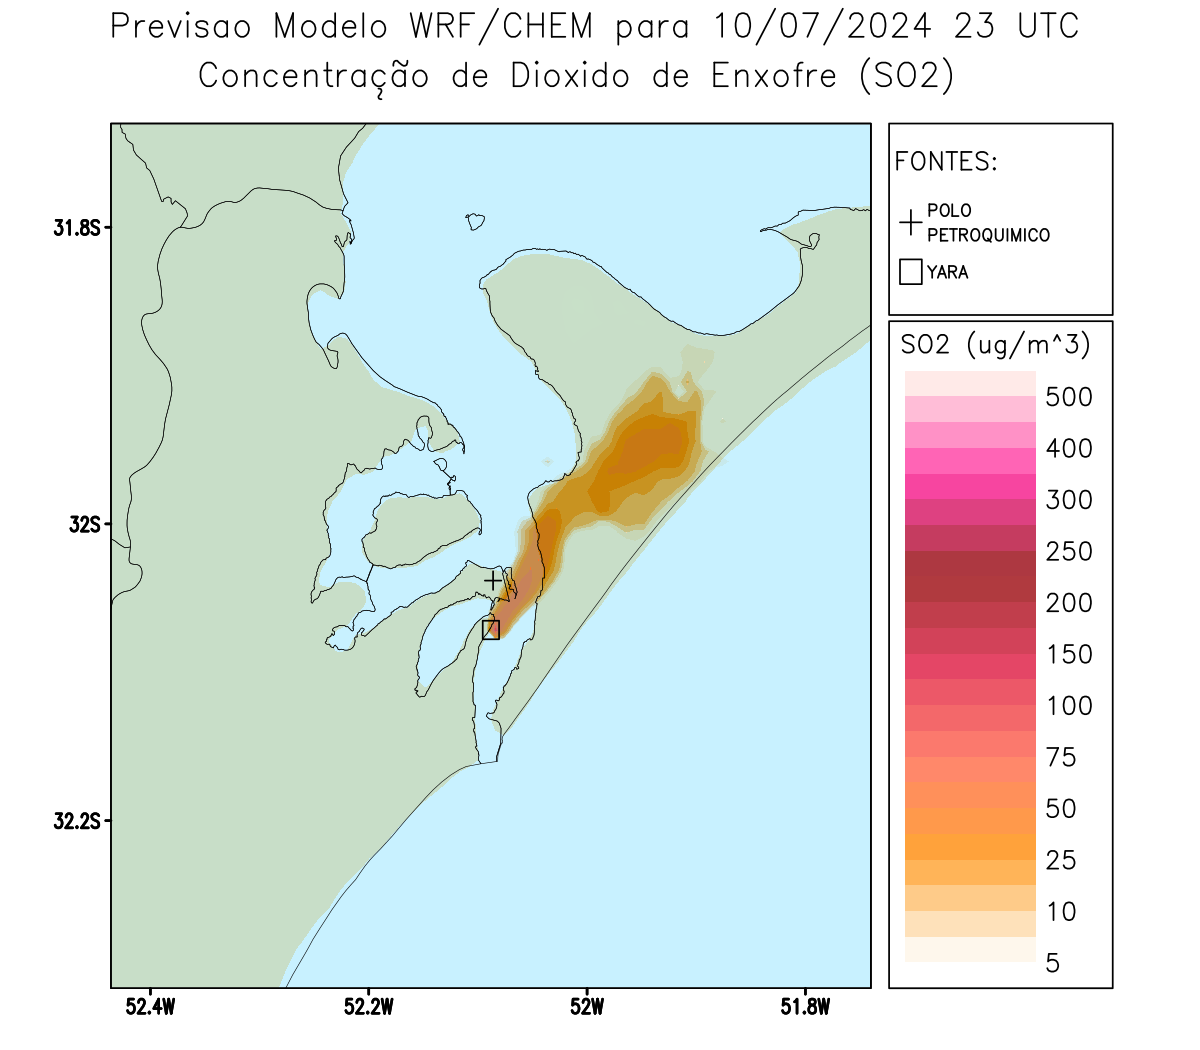 Previsao Modelo WRF/CHEM para 10/07/2024 23 UTC
Concentração de Dioxido de Enxofre (SO2)
31.8S
32S
32.2S
52.4W
52.2W
52W
51.8W
FONTES:
POLO
PETROQUIMICO
YARA
SO2 (ug/m^3)
500
400
300
250
200
150
100
75
50
25
10
5